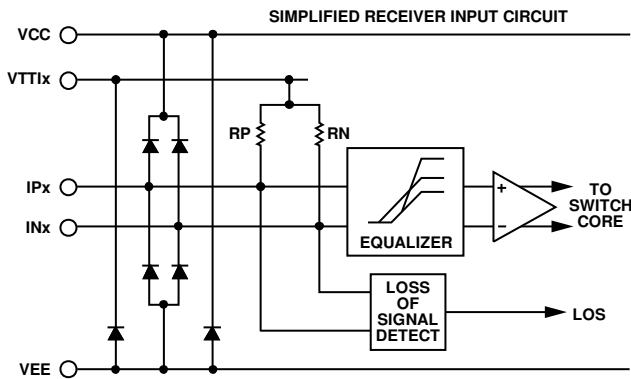 SIMPLIFIED RECEIVER INPUT CIRCUIT
VCC
VTTIx
RP
RN
IPx
INx
EQUALIZER
+
−
TO
SWITCH
CORE
LOSS
OF
SIGNAL
DETECT
LOS
VEE